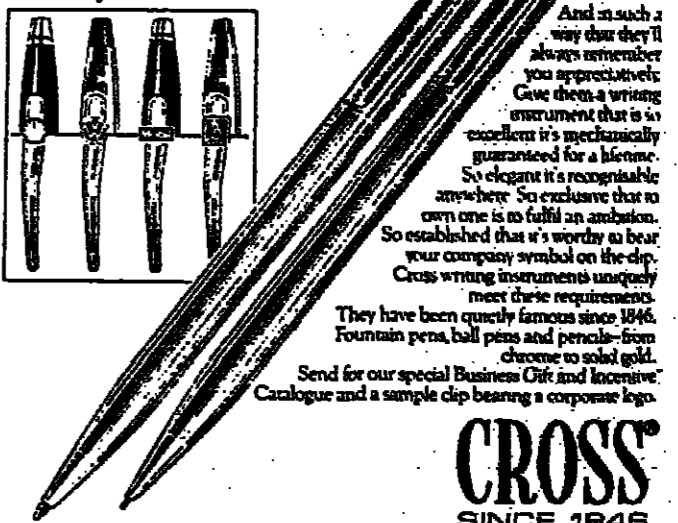 And in such a
way that they'll
always remember
you appreciatively.
Give them a writing
instrument that is so
excellent it's mechanically
guaranteed for a lifetime.
So elegant it's recognisable
anywhere. So exclusive that to
own one is to fulfil an ambition.
So established that it's worthy to bear
your company symbol on the clip.
Cross writing instruments uniquely
meet these requirements.
They have been quietly famous since 1846.
Fountain pens, ball pens and pencils–from
chrome to solid gold.
Send for our special Business Gift and Incentive
Catalogue and a sample clip bearing a corporate logo.
CROSS®
SINCE 1846